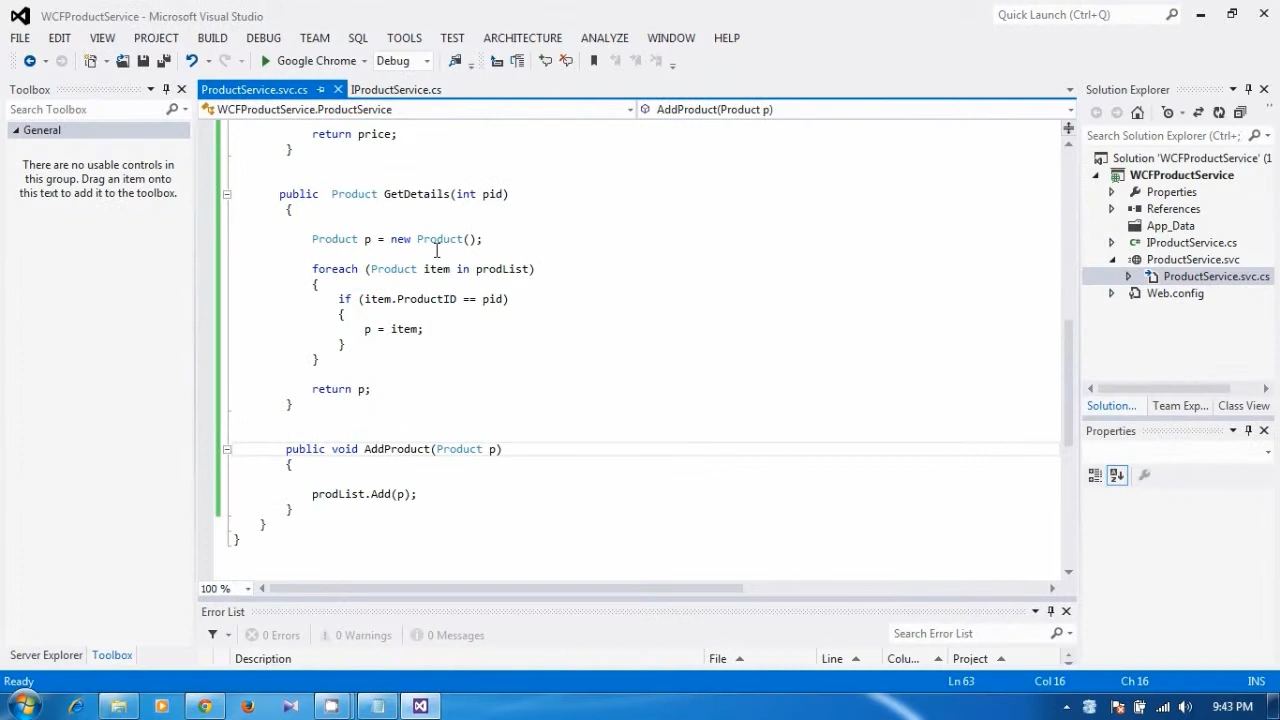 WCFProductService - Microsoft Visual Studio
Quick Launch (Ctrl+Q)
FILE EDIT VIEW PROJECT BUILD DEBUG TEAM SQL TOOLS TEST ARCHITECTURE ANALYZE WINDOW HELP
Google Chrome Debug
Toolbox
Search Toolbox
General
There are no usable controls in
this group. Drag an item onto
this text to add it to the toolbox.
Server Explorer Toolbox
ProductService.svc.cs IProductService.cs
WCFProductService.ProductService AddProduct(Product p)
return price;
}
public Product GetDetails(int pid)
{
Product p = new Product();
foreach (Product item in prodList)
{
if (item.ProductID == pid)
{
p = item;
}
}
return p;
}
public void AddProduct(Product p)
{
prodList.Add(p);
}
}
}
100 %
Error List
0 Errors 0 Warnings 0 Messages
Search Error List
Description File Line Colu... Project
Solution Explorer
Search Solution Explorer (Ctrl+;
Solution 'WCFProductService' (1
WCFProductService
Properties
References
App_Data
IProductService.cs
ProductService.svc
ProductService.svc.cs
Web.config
Solution... Team Exp... Class View
Properties
Ready Ln 63 Col 16 Ch 16 INS
9:43 PM